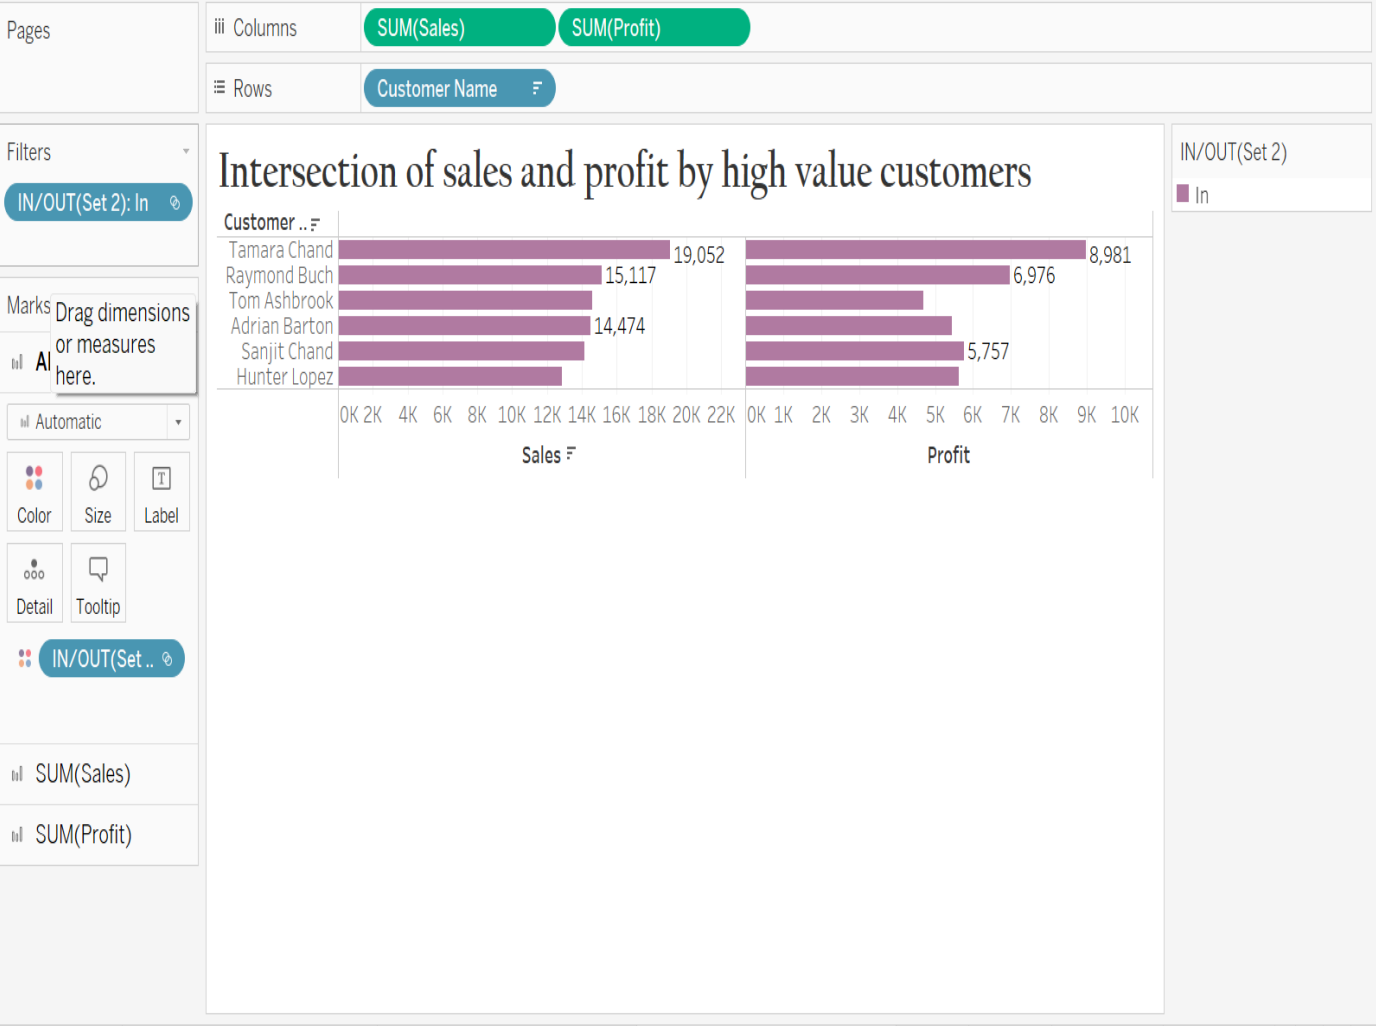 Pages
Columns
SUM(Sales)
SUM(Profit)
Rows
Customer Name
Filters
IN/OUT(Set 2): In
Marks
Drag dimensions
or measures
here.
Automatic
Color
Size
Label
Detail
Tooltip
IN/OUT(Set ..
SUM(Sales)
SUM(Profit)
Intersection of sales and profit by high value customers
Customer ..
Tamara Chand 19,052 8,981
Raymond Buch 15,117 6,976
Tom Ashbrook
Adrian Barton 14,474
Sanjit Chand 5,757
Hunter Lopez
0K 2K 4K 6K 8K 10K 12K 14K 16K 18K 20K 22K 0K 1K 2K 3K 4K 5K 6K 7K 8K 9K 10K
Sales Profit
IN/OUT(Set 2)
In